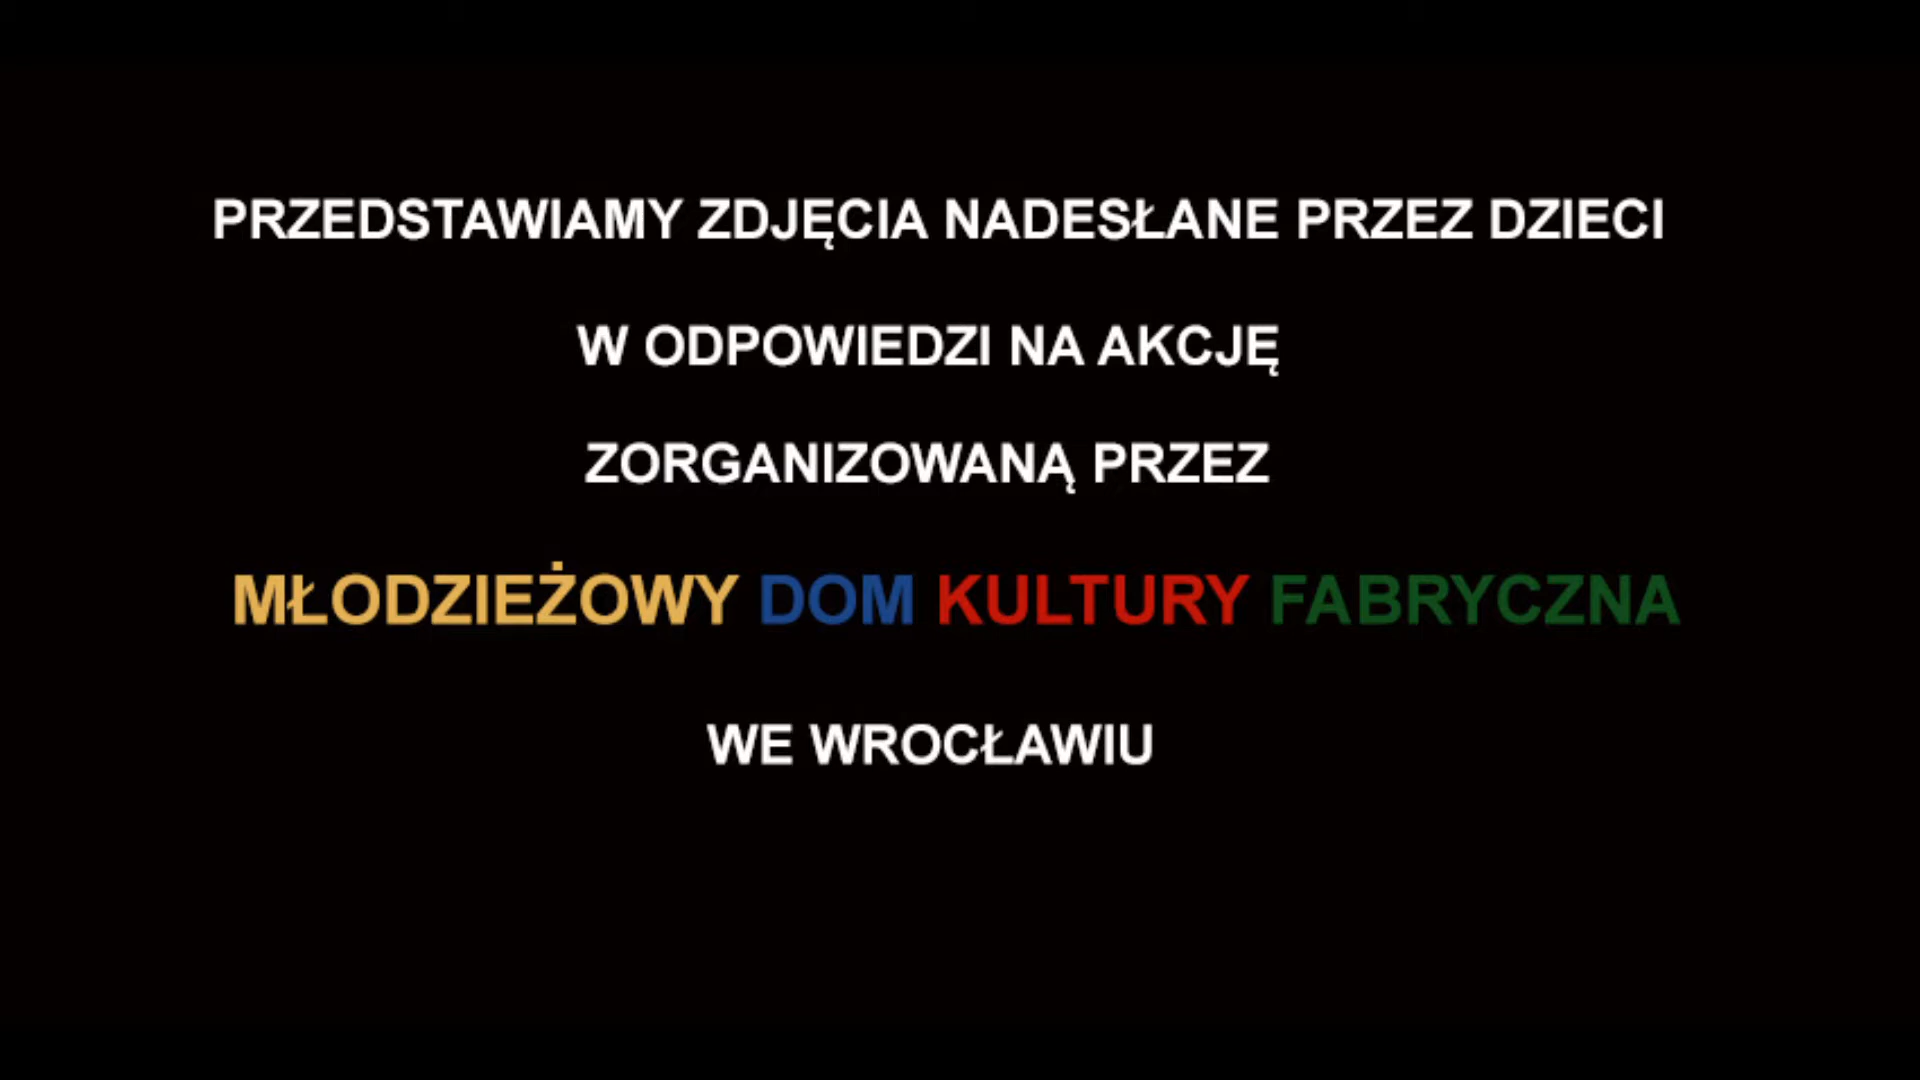 PRZEDSTAWIAMY ZDJĘCIA NADESŁANE PRZEZ DZIECI
W ODPOWIEDZI NA AKCJĘ
ZORGANIZOWANĄ PRZEZ
MŁODZIEŻOWY DOM KULTURY FABRYCZNA
WE WROCŁAWIU